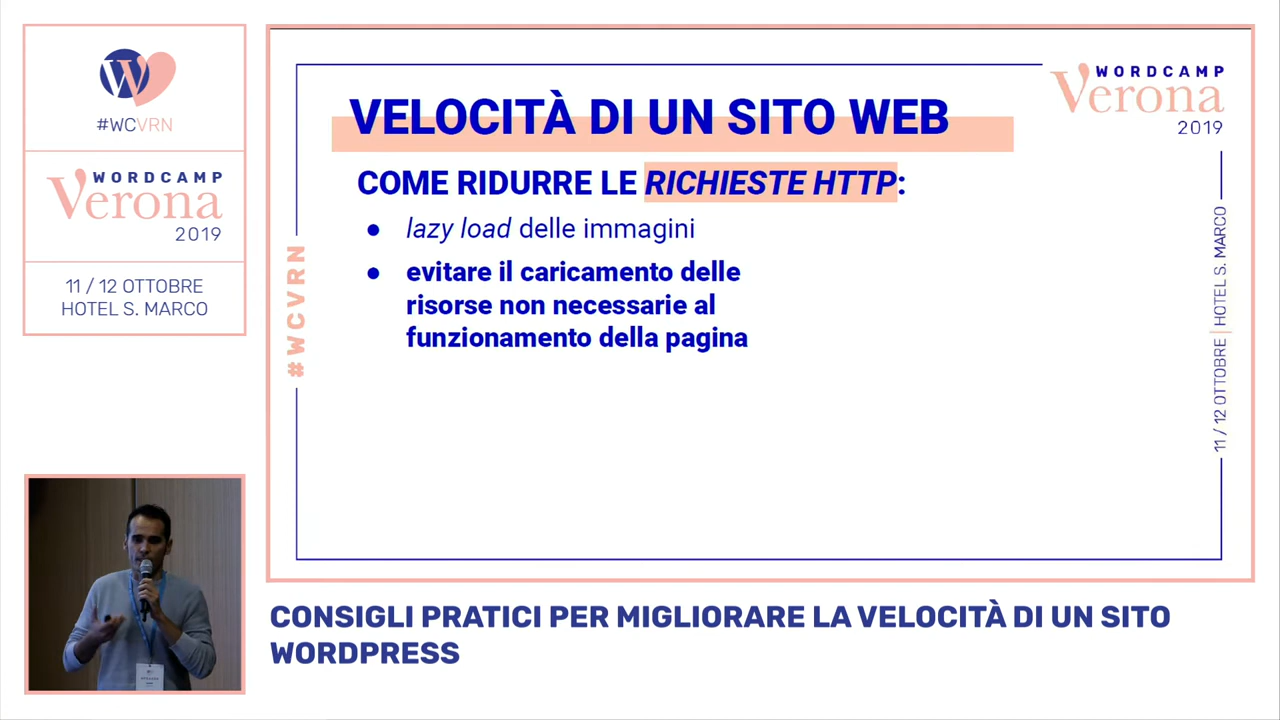 #WCVRN
WORDCAMP
Verona
2019
11 / 12 OTTOBRE
HOTEL S. MARCO
VELOCITÀ DI UN SITO WEB
COME RIDURRE LE RICHIESTE HTTP:
● lazy load delle immagini
● evitare il caricamento delle
risorse non necessarie al
funzionamento della pagina
#WCVRN
WORDCAMP
Verona
2019
11 / 12 OTTOBRE | HOTEL S. MARCO
CONSIGLI PRATICI PER MIGLIORARE LA VELOCITÀ DI UN SITO
WORDPRESS